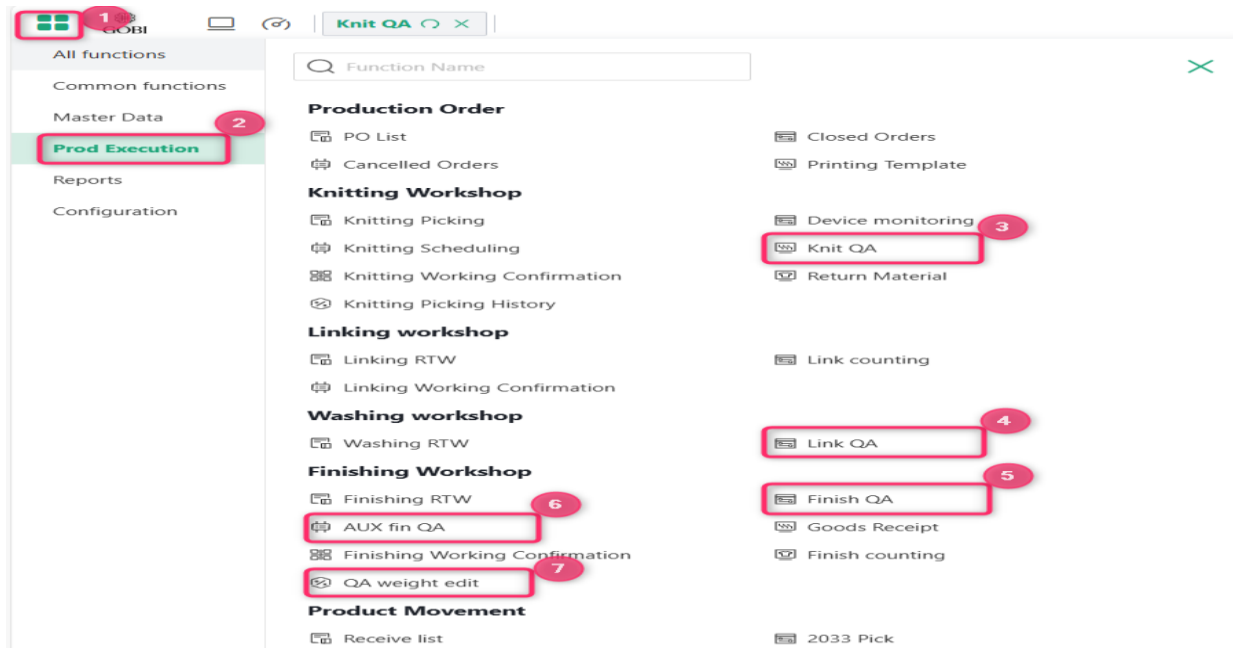 1
GOBI
Knit QA
All functions
Common functions
Master Data
2
Prod Execution
Reports
Configuration
Function Name
Production Order
PO List
Closed Orders
Cancelled Orders
Printing Template
Knitting Workshop
Knitting Picking
Device monitoring
3
Knitting Scheduling
Knit QA
Knitting Working Confirmation
Return Material
Knitting Picking History
Linking workshop
Linking RTW
Link counting
Linking Working Confirmation
Washing workshop
4
Washing RTW
Link QA
Finishing Workshop
5
Finishing RTW
Finish QA
6
AUX fin QA
Goods Receipt
Finishing Working Confirmation
Finish counting
7
QA weight edit
Product Movement
Receive list
2033 Pick